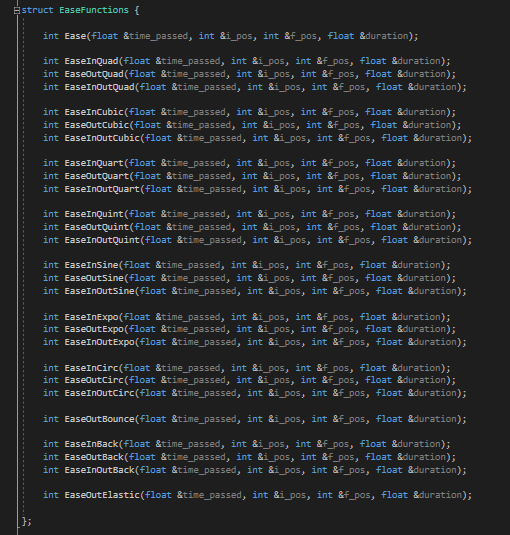 struct EaseFunctions {
int Ease(float &time_passed, int &i_pos, int &f_pos, float &duration);
int EaseInQuad(float &time_passed, int &i_pos, int &f_pos, float &duration);
int EaseOutQuad(float &time_passed, int &i_pos, int &f_pos, float &duration);
int EaseInOutQuad(float &time_passed, int &i_pos, int &f_pos, float &duration);
int EaseInCubic(float &time_passed, int &i_pos, int &f_pos, float &duration);
int EaseOutCubic(float &time_passed, int &i_pos, int &f_pos, float &duration);
int EaseInOutCubic(float &time_passed, int &i_pos, int &f_pos, float &duration);
int EaseInQuart(float &time_passed, int &i_pos, int &f_pos, float &duration);
int EaseOutQuart(float &time_passed, int &i_pos, int &f_pos, float &duration);
int EaseInOutQuart(float &time_passed, int &i_pos, int &f_pos, float &duration);
int EaseInQuint(float &time_passed, int &i_pos, int &f_pos, float &duration);
int EaseOutQuint(float &time_passed, int &i_pos, int &f_pos, float &duration);
int EaseInOutQuint(float &time_passed, int &i_pos, int &f_pos, float &duration);
int EaseInSine(float &time_passed, int &i_pos, int &f_pos, float &duration);
int EaseOutSine(float &time_passed, int &i_pos, int &f_pos, float &duration);
int EaseInOutSine(float &time_passed, int &i_pos, int &f_pos, float &duration);
int EaseInExpo(float &time_passed, int &i_pos, int &f_pos, float &duration);
int EaseOutExpo(float &time_passed, int &i_pos, int &f_pos, float &duration);
int EaseInOutExpo(float &time_passed, int &i_pos, int &f_pos, float &duration);
int EaseInCirc(float &time_passed, int &i_pos, int &f_pos, float &duration);
int EaseOutCirc(float &time_passed, int &i_pos, int &f_pos, float &duration);
int EaseInOutCirc(float &time_passed, int &i_pos, int &f_pos, float &duration);
int EaseOutBounce(float &time_passed, int &i_pos, int &f_pos, float &duration);
int EaseInBack(float &time_passed, int &i_pos, int &f_pos, float &duration);
int EaseOutBack(float &time_passed, int &i_pos, int &f_pos, float &duration);
int EaseInOutBack(float &time_passed, int &i_pos, int &f_pos, float &duration);
int EaseOutElastic(float &time_passed, int &i_pos, int &f_pos, float &duration);
};